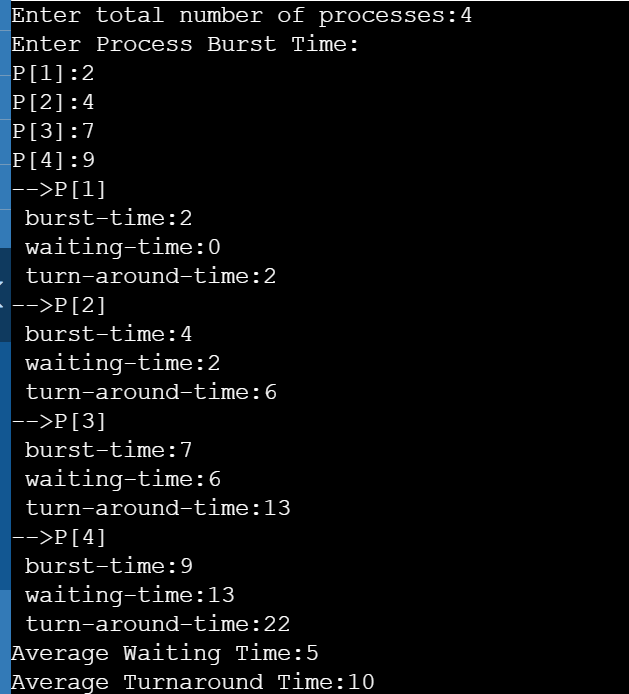 Enter total number of processes:4
Enter Process Burst Time:
P[1]:2
P[2]:4
P[3]:7
P[4]:9
-->P[1]
 burst-time:2
 waiting-time:0
 turn-around-time:2
-->P[2]
 burst-time:4
 waiting-time:2
 turn-around-time:6
-->P[3]
 burst-time:7
 waiting-time:6
 turn-around-time:13
-->P[4]
 burst-time:9
 waiting-time:13
 turn-around-time:22
Average Waiting Time:5
Average Turnaround Time:10